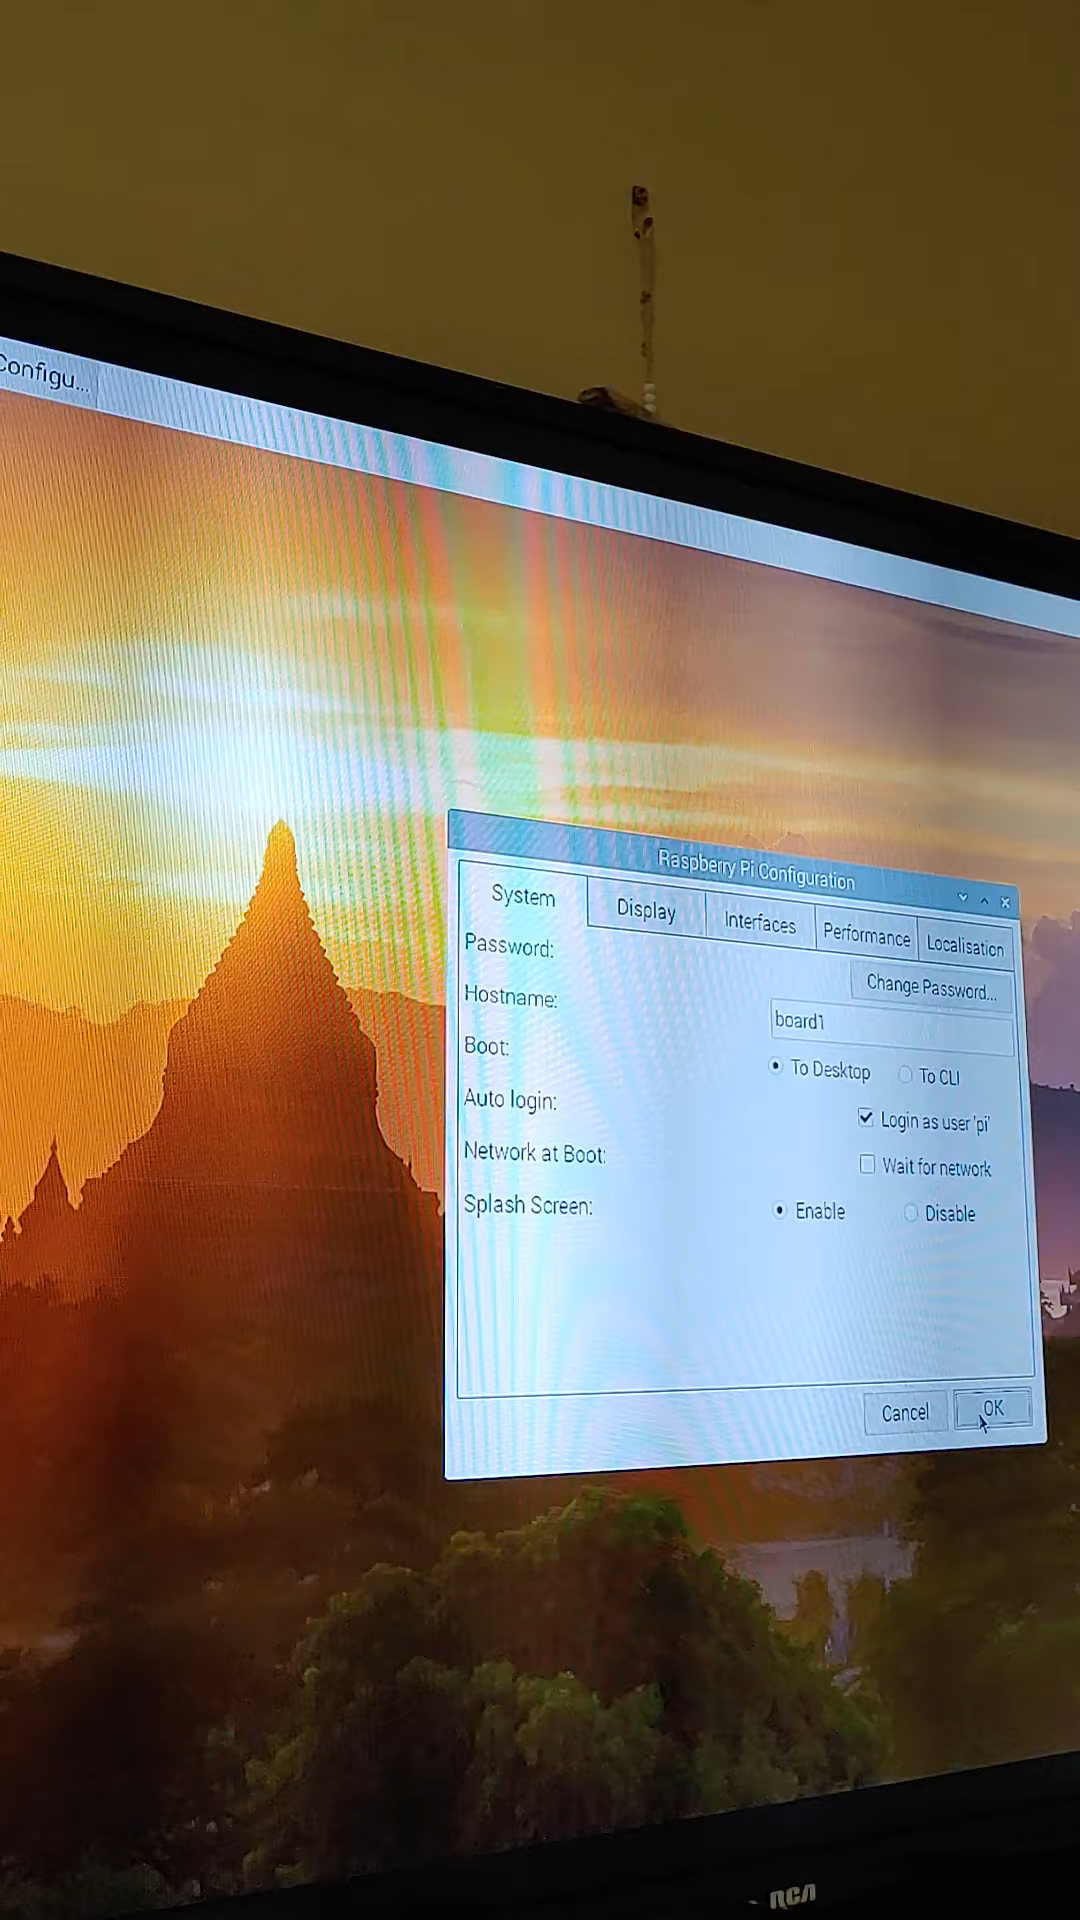 Configu...
Raspberry Pi Configuration
System
Display
Interfaces
Performance
Localisation
Password:
Change Password...
Hostname:
board1
Boot:
To Desktop
To CLI
Auto login:
Login as user 'pi'
Network at Boot:
Wait for network
Splash Screen:
Enable
Disable
Cancel
OK
RCA